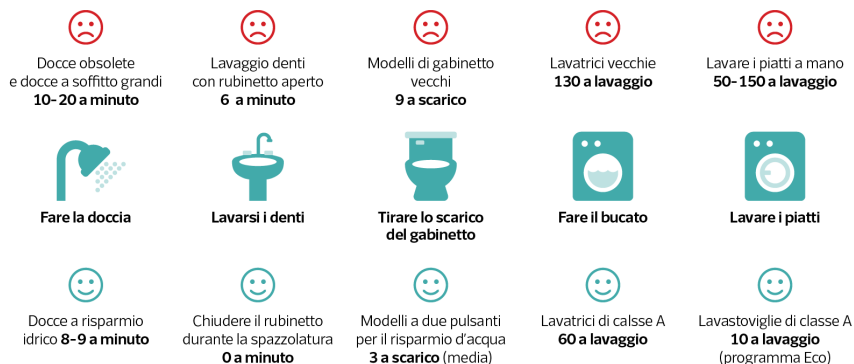 Docce obsolete
e docce a soffitto grandi
10-20 a minuto
Lavaggio denti
con rubinetto aperto
6 a minuto
Modelli di gabinetto
vecchi
9 a scarico
Lavatrici vecchie
130 a lavaggio
Lavare i piatti a mano
50-150 a lavaggio
Fare la doccia
Lavarsi i denti
Tirare lo scarico
del gabinetto
Fare il bucato
Lavare i piatti
Docce a risparmio
idrico 8-9 a minuto
Chiudere il rubinetto
durante la spazzolatura
0 a minuto
Modelli a due pulsanti
per il risparmio d'acqua
3 a scarico (media)
Lavatrici di calsse A
60 a lavaggio
Lavastoviglie di classe A
10 a lavaggio
(programma Eco)